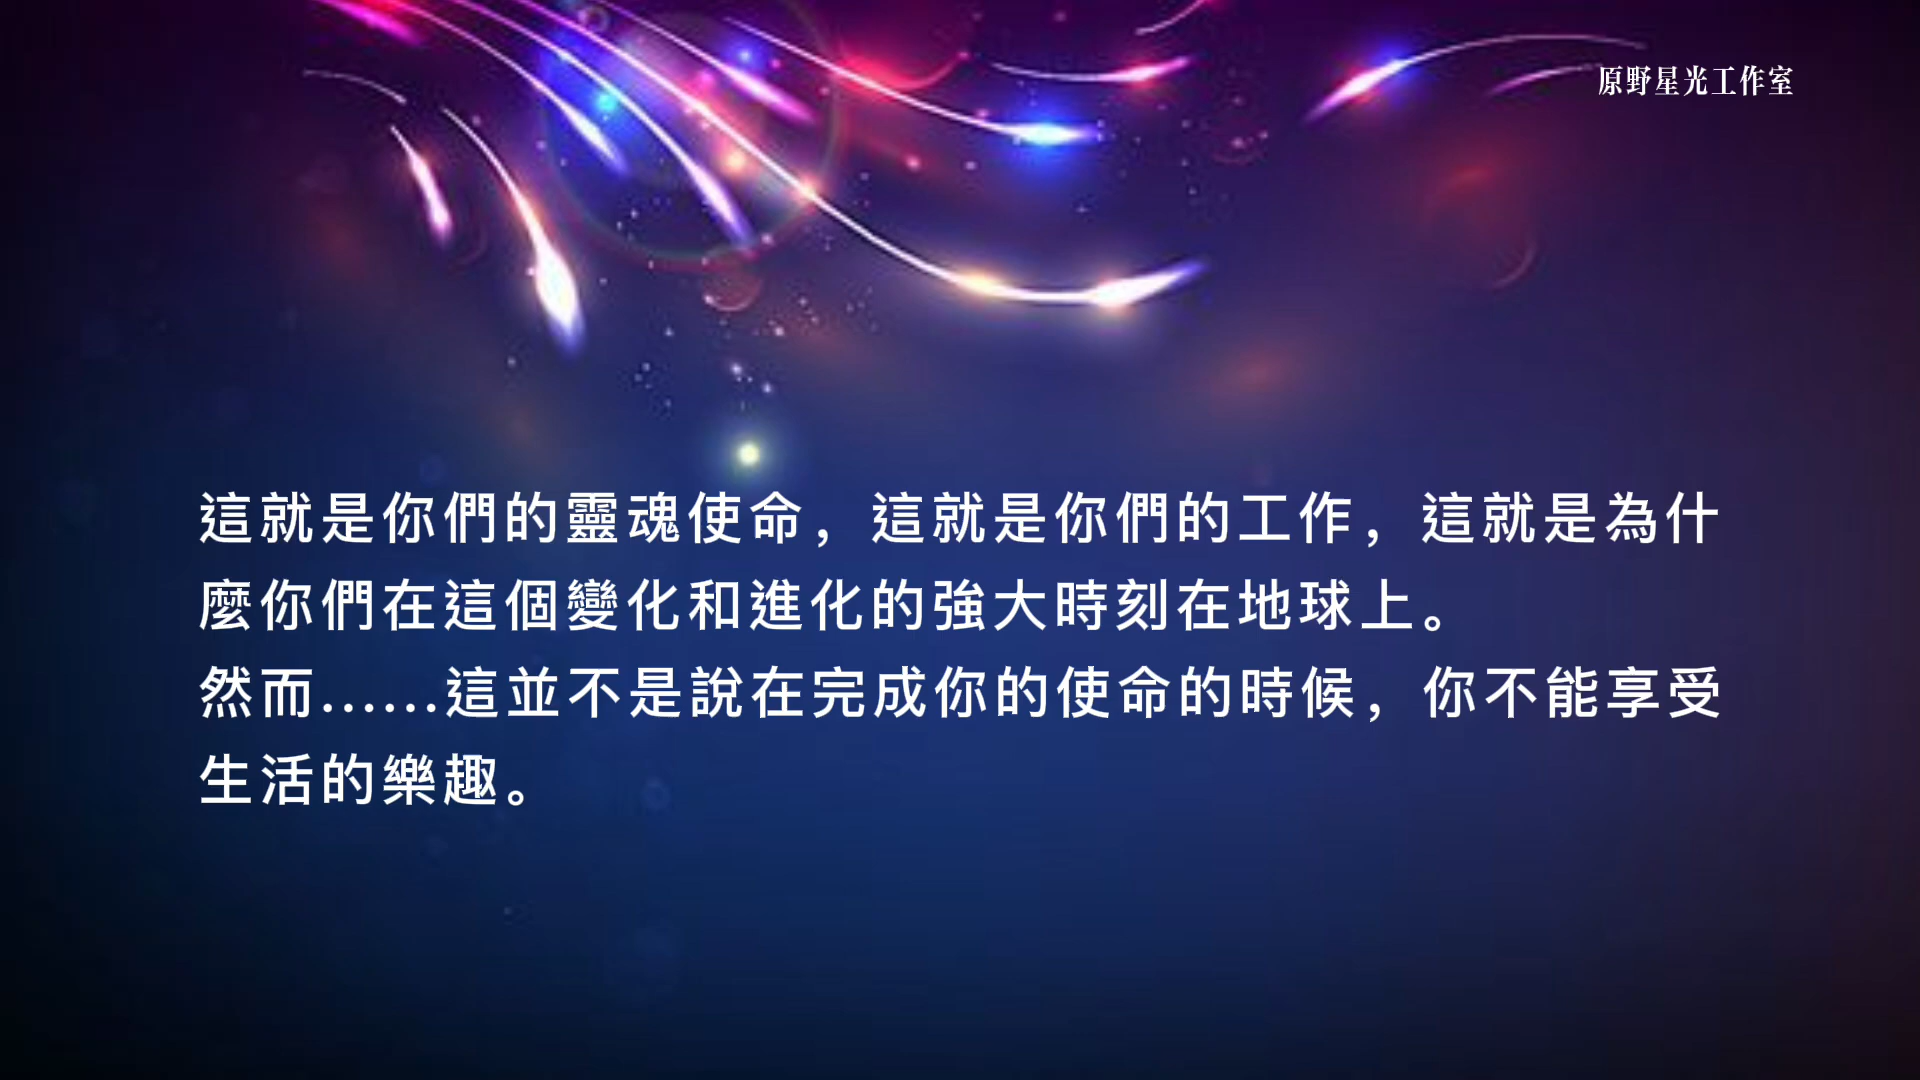 原野星光工作室
這就是你們的靈魂使命，這就是你們的工作，這就是為什
麼你們在這個變化和進化的強大時刻在地球上。
然而……這並不是說在完成你的使命的時候，你不能享受
生活的樂趣。